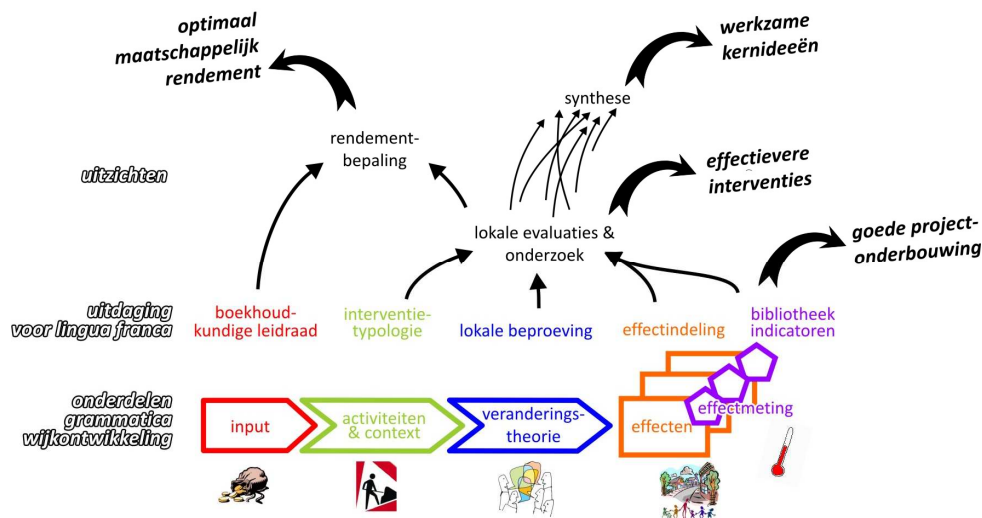 optimaal
maatschappelijk
rendement
werkzame
kernideeën
synthese
rendement-
bepaling
uitzichten
effectievere
interventies
lokale evaluaties &
onderzoek
goede project-
onderbouwing
uitdaging
voor lingua franca
boekhoud-
kundige leidraad
interventie-
typologie
lokale beproeving
effectindeling
bibliotheek
indicatoren
onderdelen
grammatica
wijkontwikkeling
input
activiteiten
& context
veranderings-
theorie
effecten
effectmeting